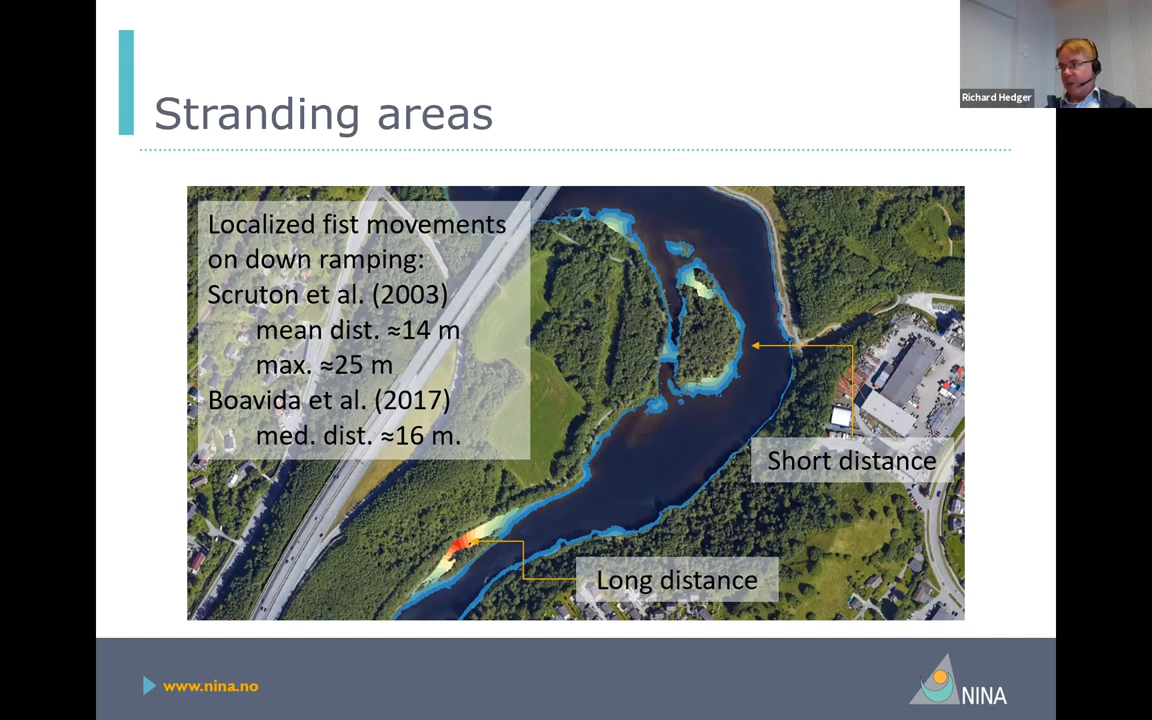 Richard Hedger
Stranding areas
Localized fist movements
on down ramping:
Scruton et al. (2003)
mean dist. ≈14 m
max. ≈25 m
Boavida et al. (2017)
med. dist. ≈16 m.
Short distance
Long distance
www.nina.no
NINA